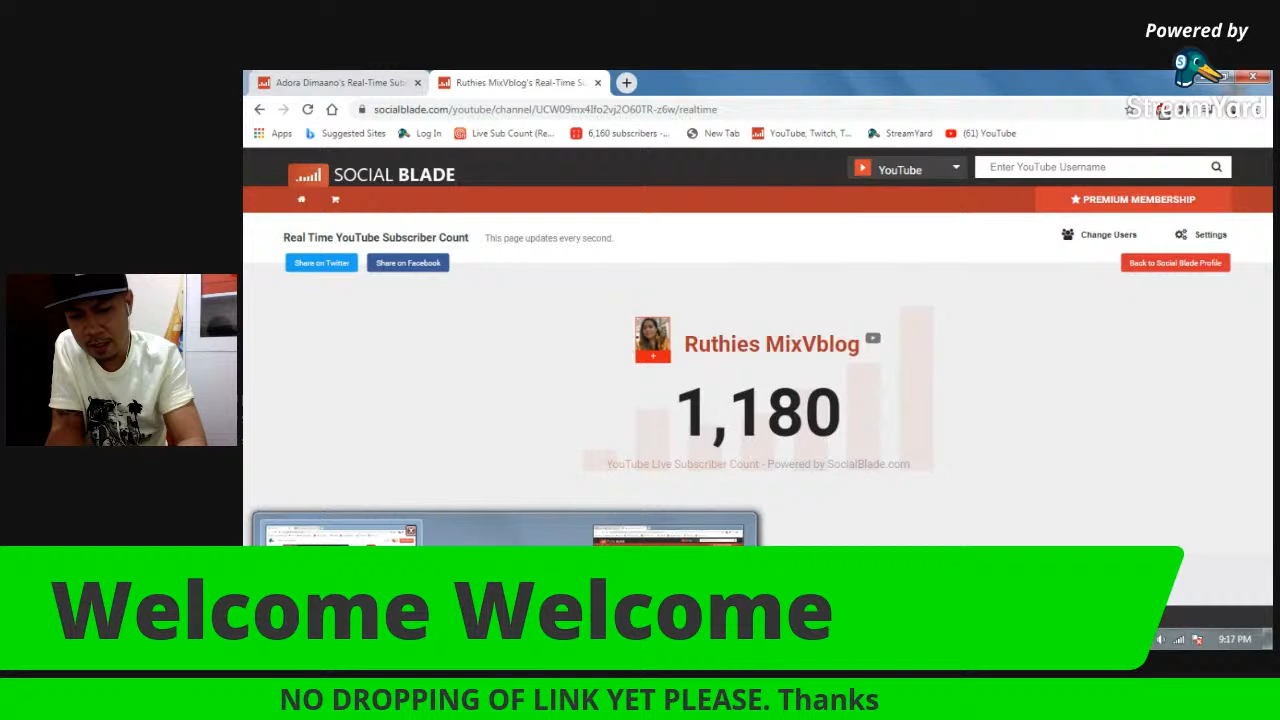 Powered by
StreamYard
Adora Dimaano's Real-Time Sub
Ruthies MixVblog's Real-Time S
socialblade.com/youtube/channel/UCW09mx4Ifo2vj2O60TR-z6w/realtime
Apps Suggested Sites Log In Live Sub Count (Re... 6,160 subscribers -... New Tab YouTube, Twitch, T... StreamYard (61) YouTube
SOCIAL BLADE YouTube Enter YouTube Username
PREMIUM MEMBERSHIP
Real Time YouTube Subscriber Count This page updates every second. Change Users Settings
Share on Twitter Share on Facebook Back to Social Blade Profile
Ruthies MixVblog
1,180
YouTube Live Subscriber Count - Powered by SocialBlade.com
Welcome Welcome
9:17 PM
NO DROPPING OF LINK YET PLEASE. Thanks